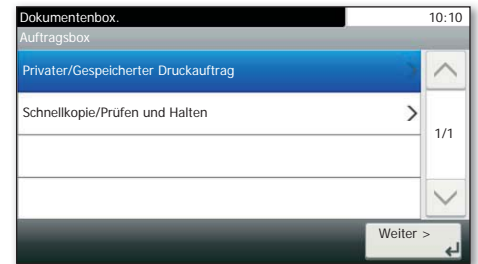 Dokumentenbox. 10:10
Auftragsbox
Privater/Gespeicherter Druckauftrag
Schnellkopie/Prüfen und Halten
1/1
Weiter >